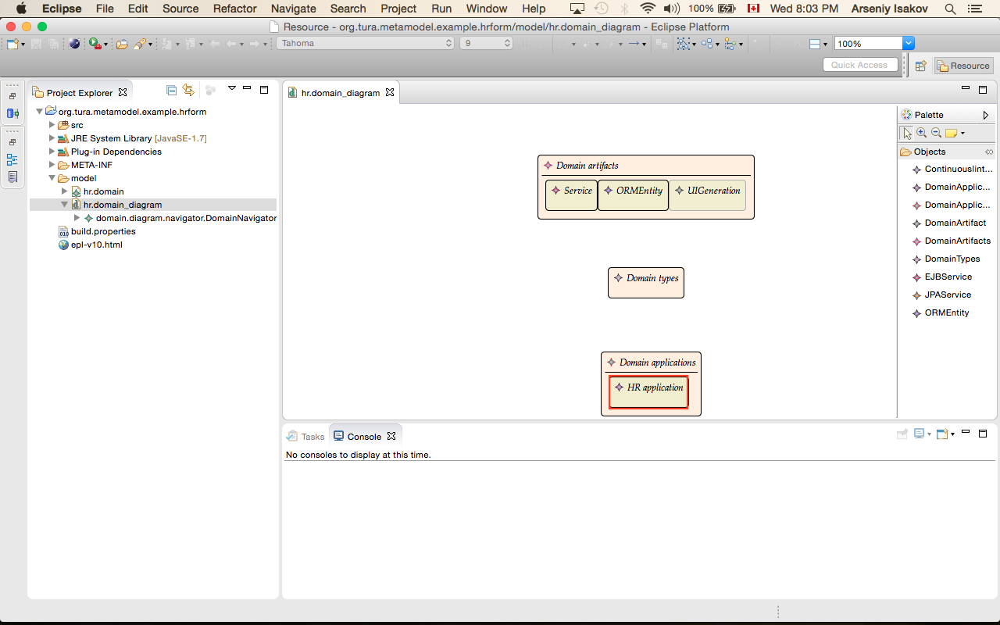 Eclipse File Edit Source Refactor Navigate Search Project Run Window Help 100% Wed 8:03 PM Arseniy Isakov
Resource - org.tura.metamodel.example.hrform/model/hr.domain_diagram - Eclipse Platform
Tahoma 9 100%
Quick Access Resource
Project Explorer
org.tura.metamodel.example.hrform
src
JRE System Library [JavaSE-1.7]
Plug-in Dependencies
META-INF
model
hr.domain
hr.domain_diagram
domain.diagram.navigator.DomainNavigator
build.properties
010
epl-v10.html
hr.domain_diagram
Domain artifacts
Service ORMEntity UIGeneration
Domain types
Domain applications
HR application
Palette
Objects
ContinuousIint...
DomainApplic...
DomainApplic...
DomainArtifact
DomainArtifacts
DomainTypes
EJBService
JPAService
ORMEntity
Tasks Console
No consoles to display at this time.